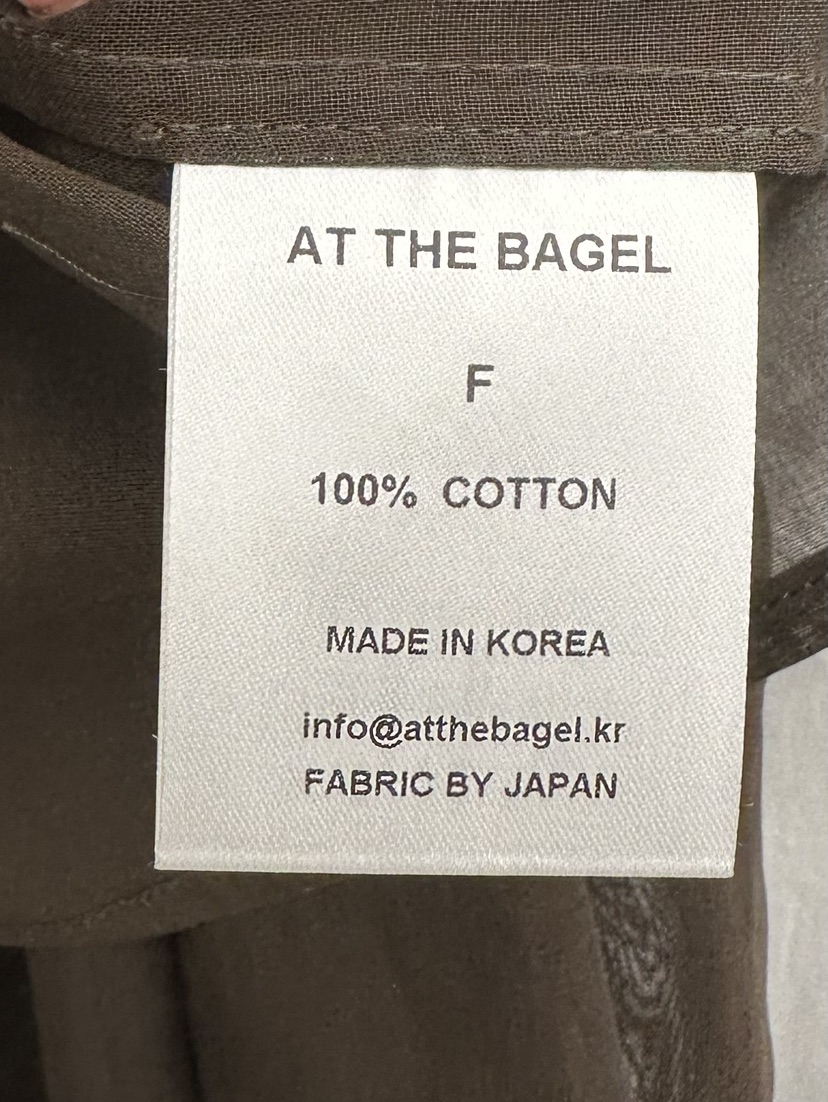 AT THE BAGEL
F
100% COTTON
MADE IN KOREA
info@atthebagel.kr
FABRIC BY JAPAN